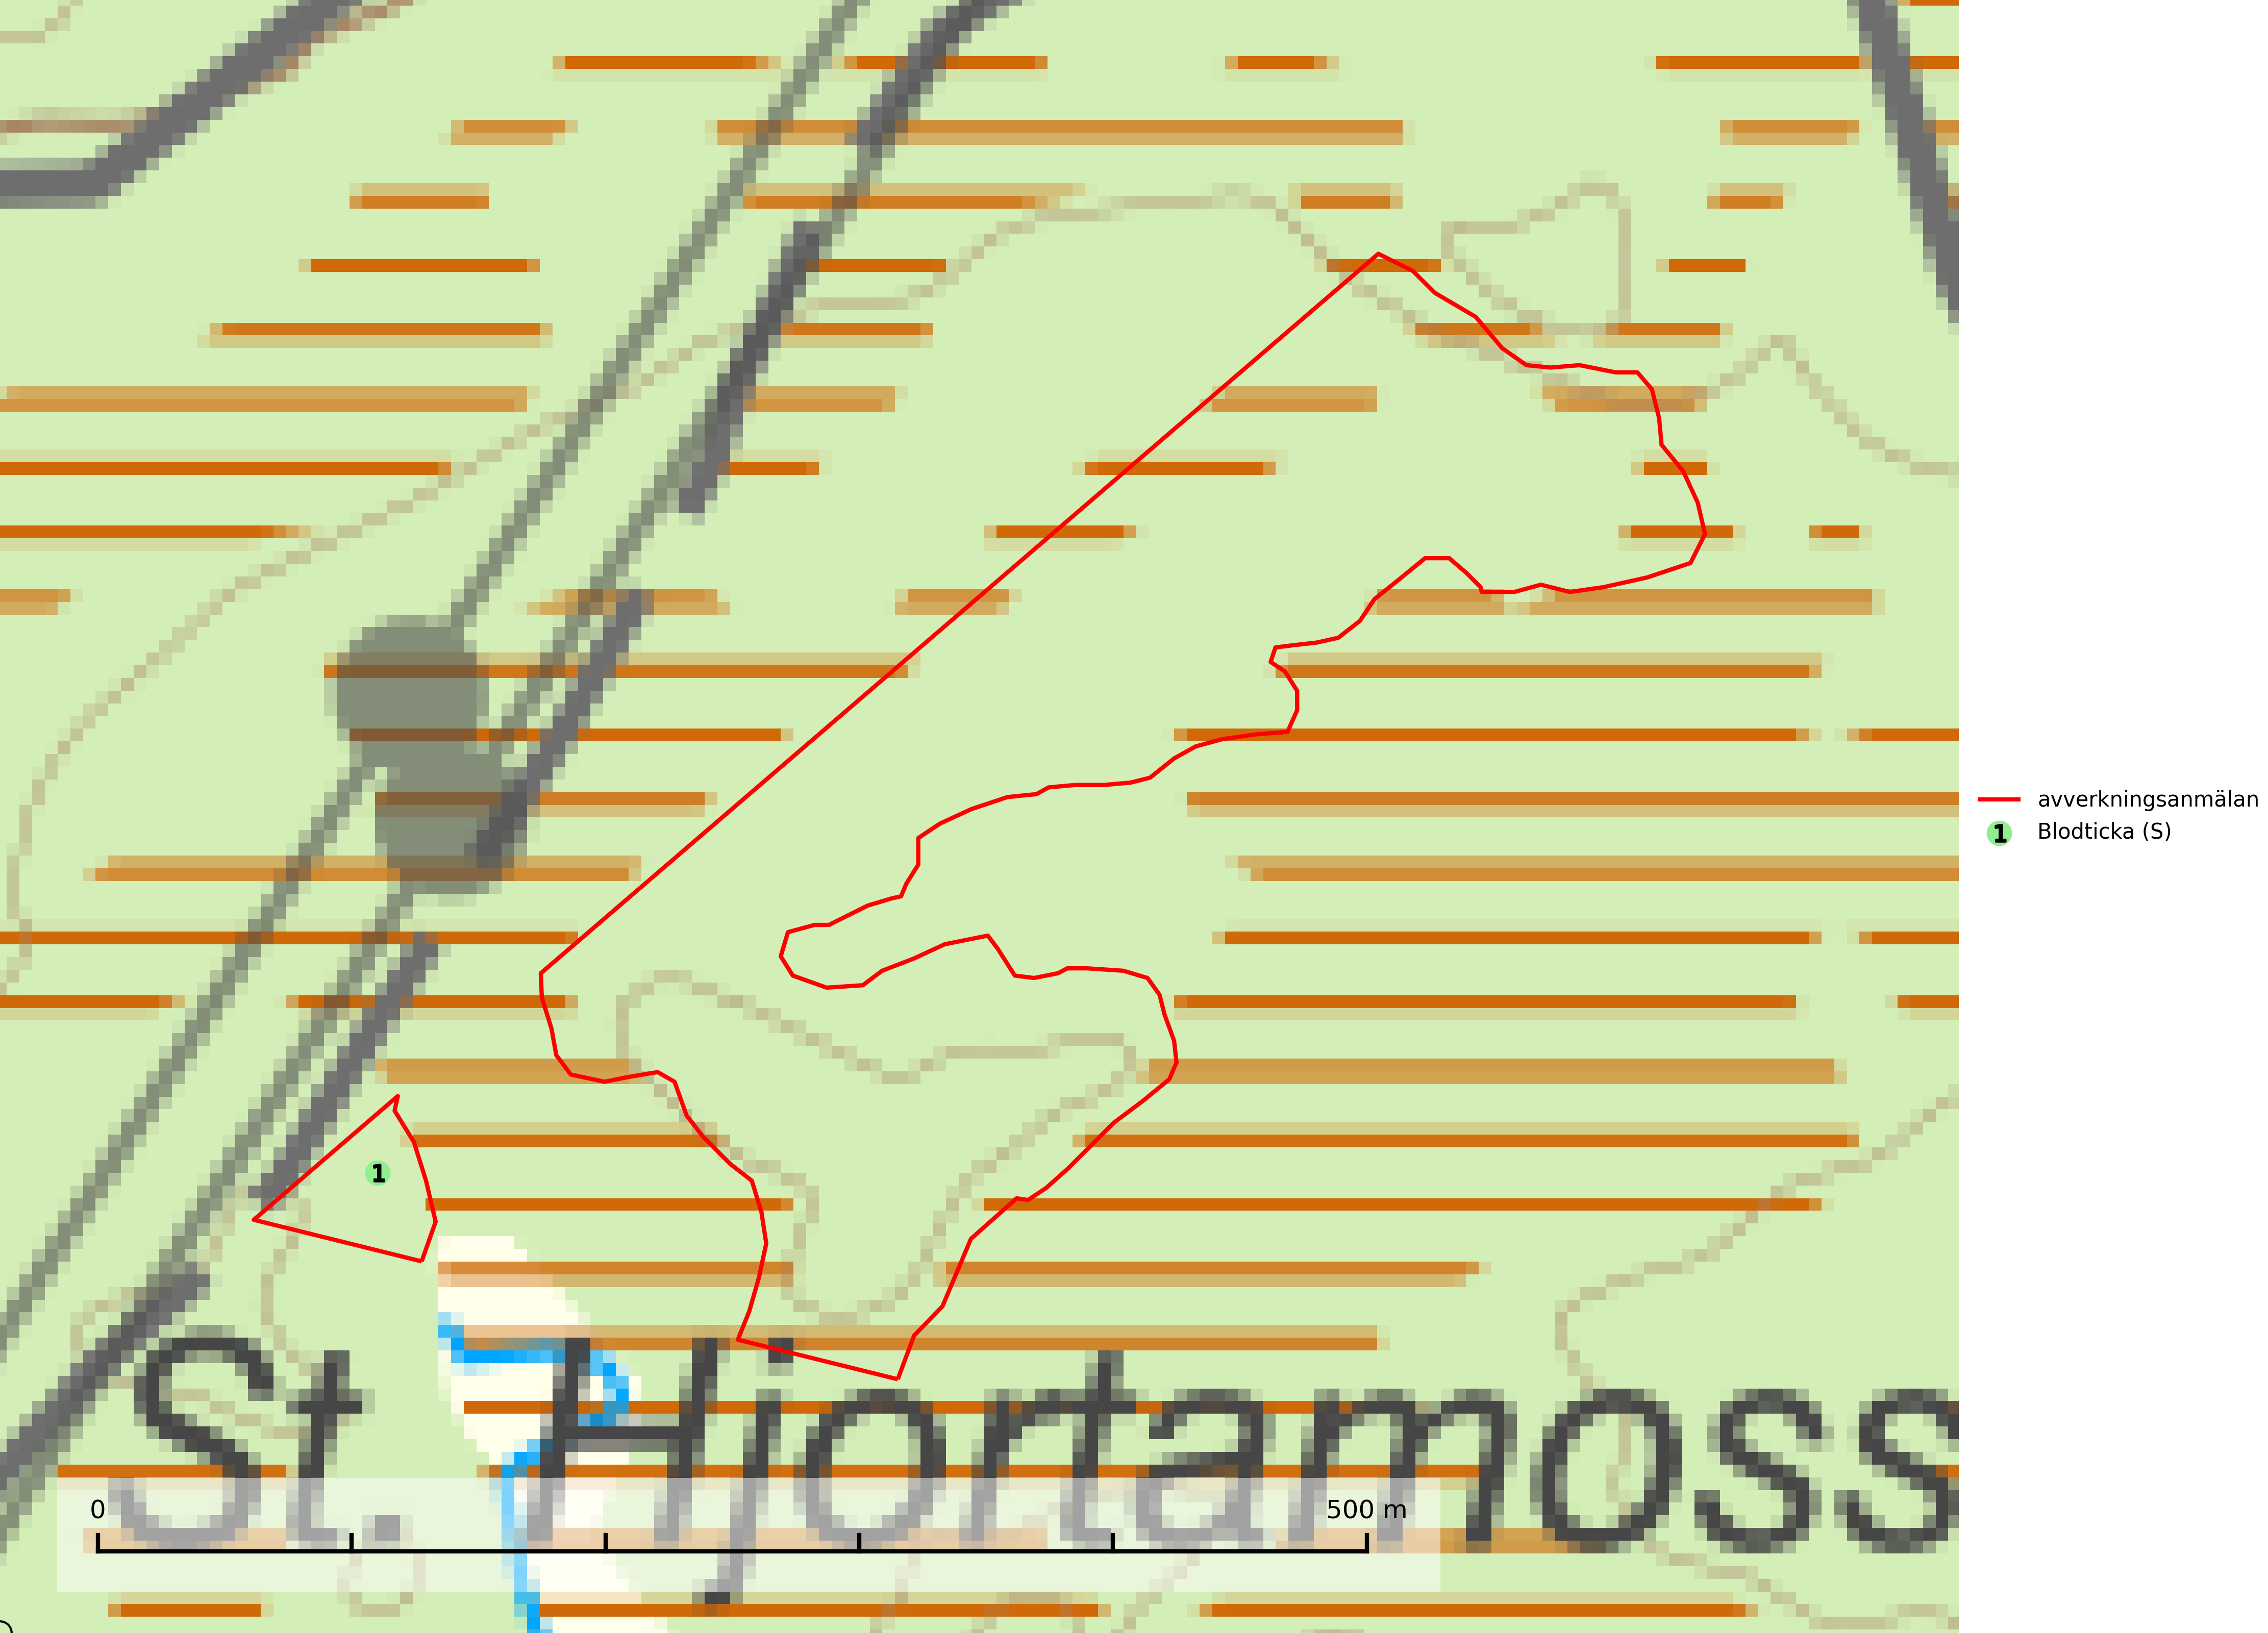 avverkningsanmälan
1 Blodticka (S)
1
St. Hjortamoss
0 500 m